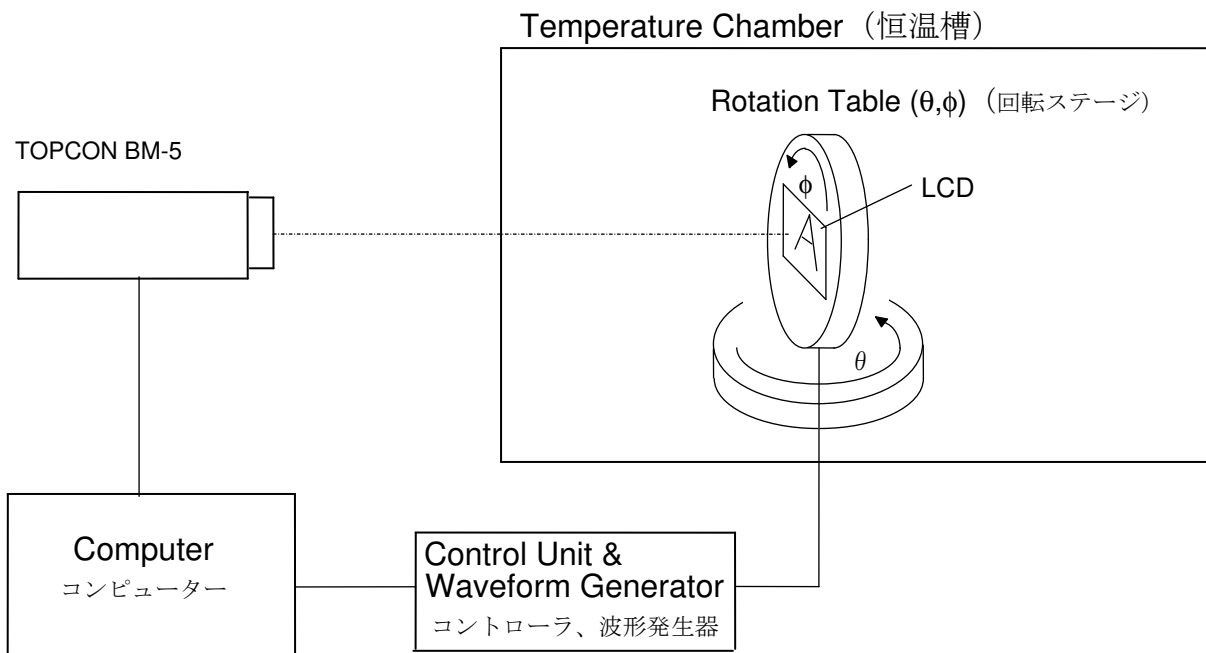 Temperature Chamber（恒温槽）
Rotation Table (θ,ϕ)（回転ステージ）
TOPCON BM-5
ϕ
LCD
A
θ
Computer
コンピューター
Control Unit &
Waveform Generator
コントローラ、波形発生器